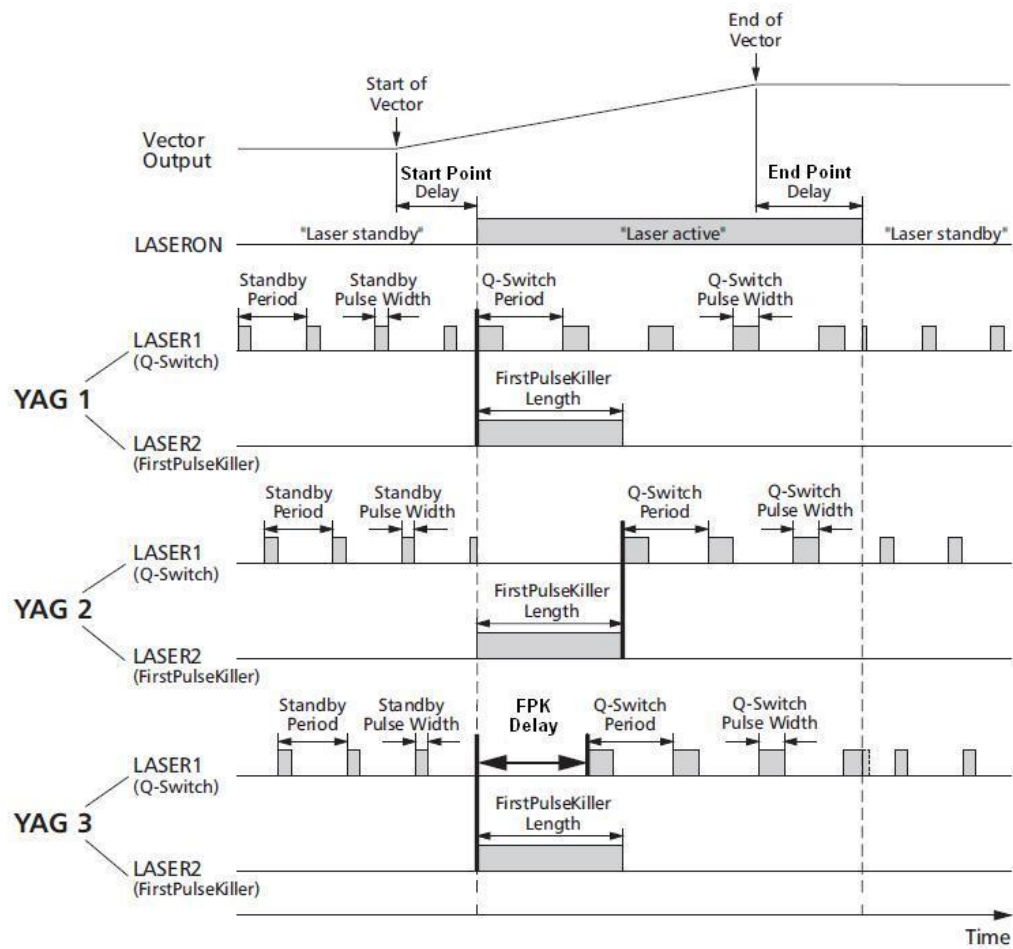 End of
Vector
Start of
Vector
Vector
Output
Start Point
Delay
End Point
Delay
LASERON
"Laser standby"
"Laser active"
"Laser standby"
Standby
Period
Standby
Pulse Width
Q-Switch
Period
Q-Switch
Pulse Width
LASER1
(Q-Switch)
YAG 1
FirstPulseKiller
Length
LASER2
(FirstPulseKiller)
Standby
Period
Standby
Pulse Width
Q-Switch
Period
Q-Switch
Pulse Width
LASER1
(Q-Switch)
YAG 2
FirstPulseKiller
Length
LASER2
(FirstPulseKiller)
Standby
Period
Standby
Pulse Width
FPK
Delay
Q-Switch
Period
Q-Switch
Pulse Width
LASER1
(Q-Switch)
YAG 3
FirstPulseKiller
Length
LASER2
(FirstPulseKiller)
Time